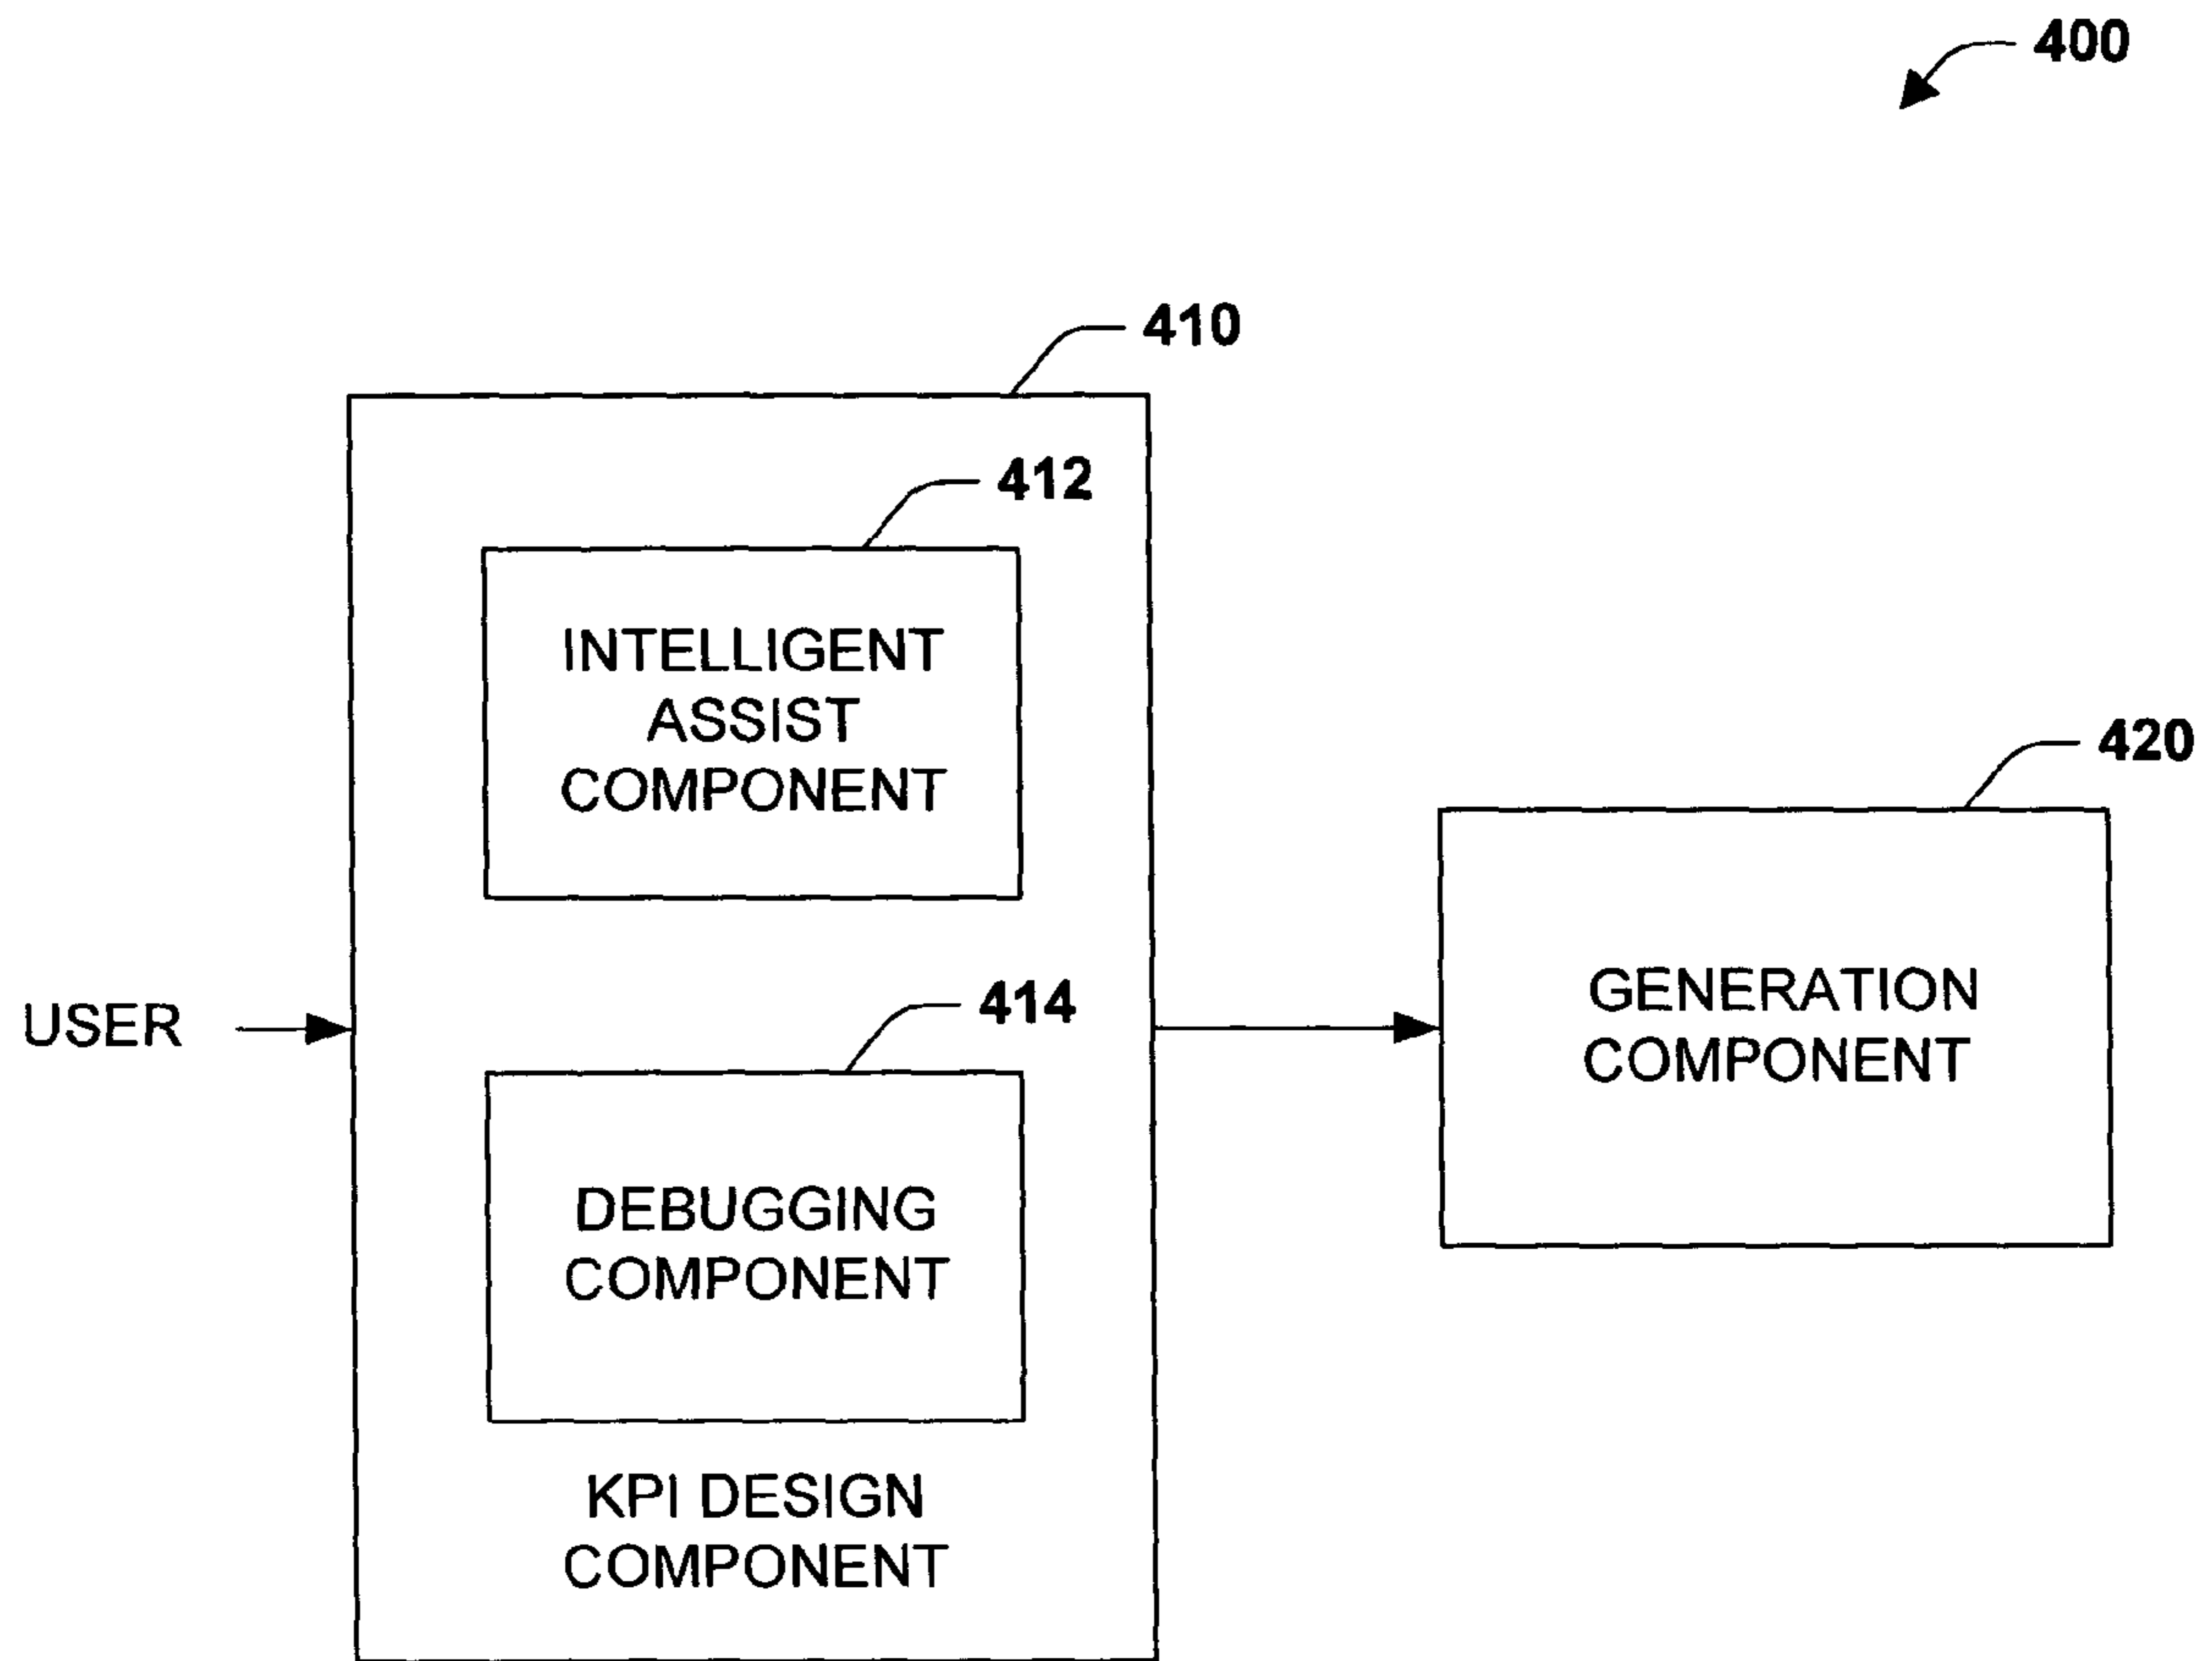 400
410
412
INTELLIGENT
ASSIST
COMPONENT
420
GENERATION
COMPONENT
USER
414
DEBUGGING
COMPONENT
KPI DESIGN
COMPONENT